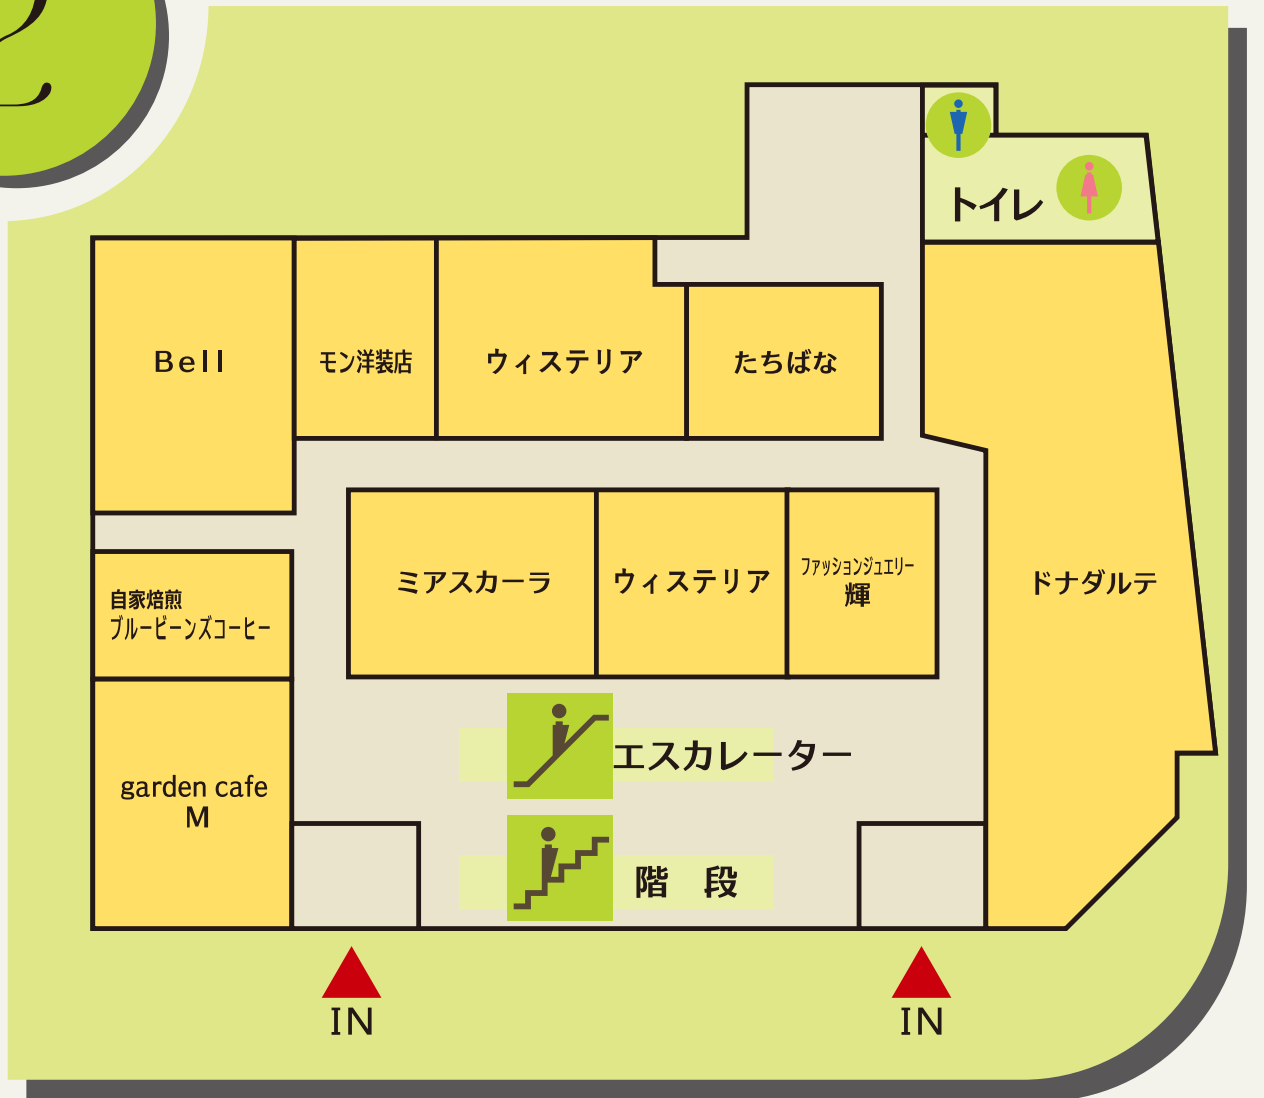 2
トイレ
Bell
モン洋装店
ウィステリア
たちばな
ミアスカーラ
ウィステリア
ファッションジュエリー
輝
ドナダルテ
自家焙煎
ブルービーンズコーヒー
garden cafe
M
エスカレーター
階　段
IN
IN